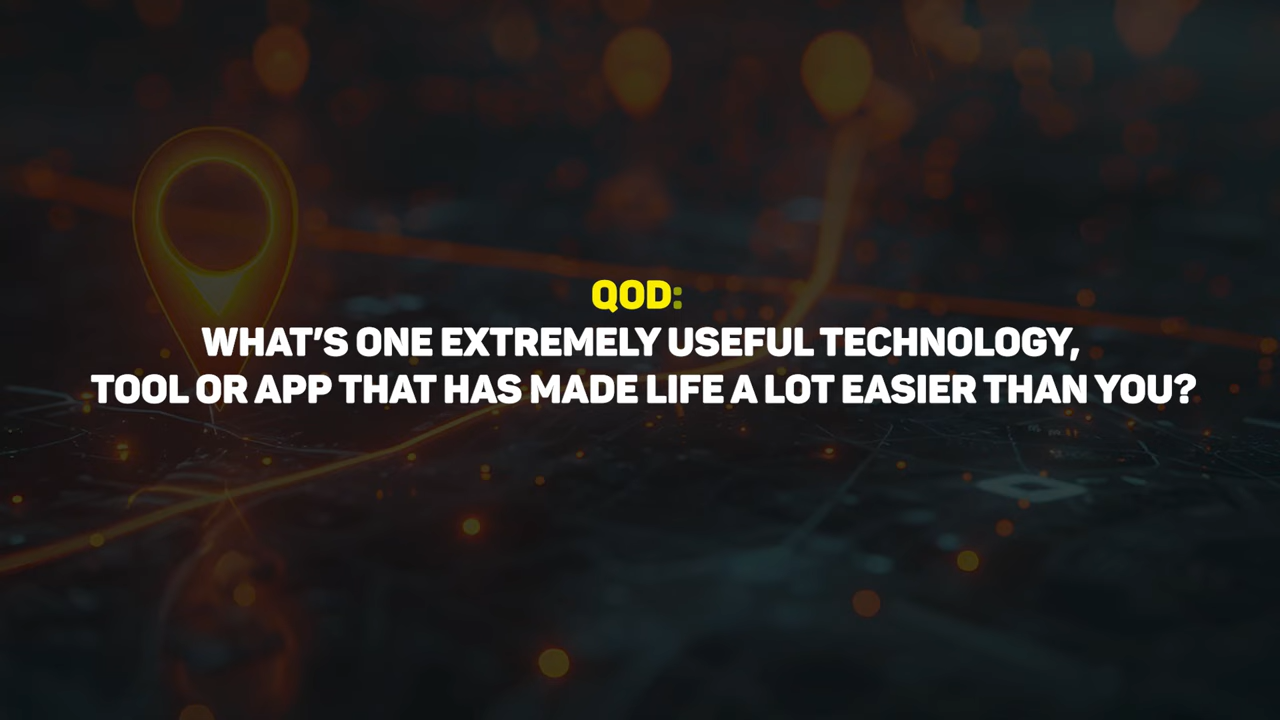 QOD:
WHAT'S ONE EXTREMELY USEFUL TECHNOLOGY,
TOOL OR APP THAT HAS MADE LIFE A LOT EASIER THAN YOU?